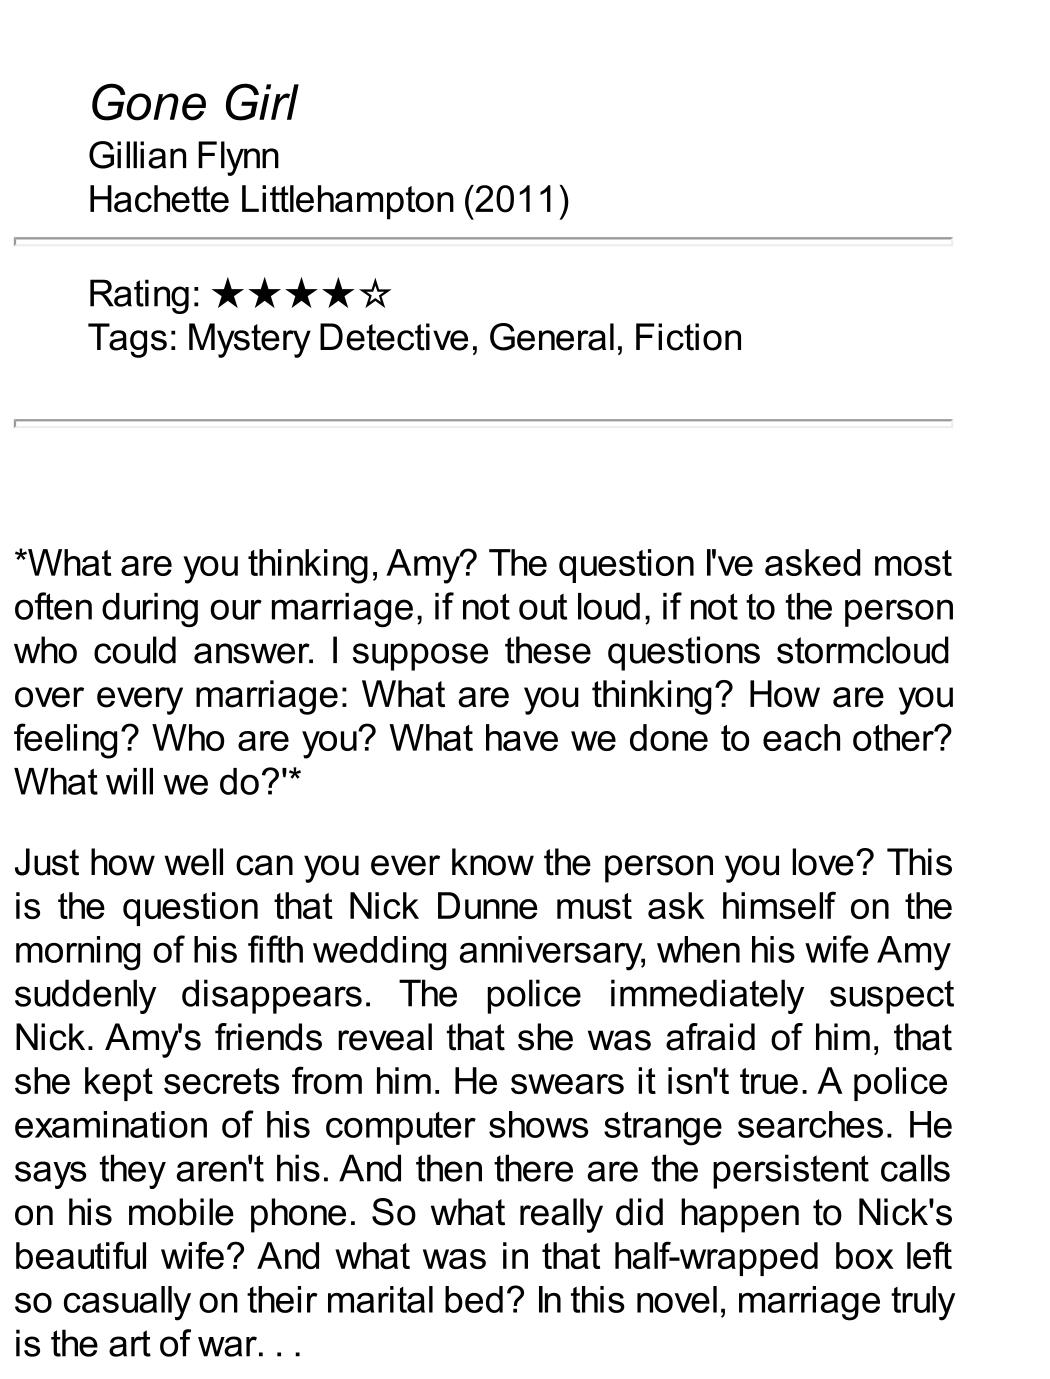 Gone Girl
Gillian Flynn
Hachette Littlehampton (2011)
Rating: ★★★★☆
Tags: Mystery Detective, General, Fiction
*What are you thinking, Amy? The question I've asked most
often during our marriage, if not out loud, if not to the person
who could answer. I suppose these questions stormcloud
over every marriage: What are you thinking? How are you
feeling? Who are you? What have we done to each other?
What will we do?'*
Just how well can you ever know the person you love? This
is the question that Nick Dunne must ask himself on the
morning of his fifth wedding anniversary, when his wife Amy
suddenly disappears. The police immediately suspect
Nick. Amy's friends reveal that she was afraid of him, that
she kept secrets from him. He swears it isn't true. A police
examination of his computer shows strange searches. He
says they aren't his. And then there are the persistent calls
on his mobile phone. So what really did happen to Nick's
beautiful wife? And what was in that half-wrapped box left
so casually on their marital bed? In this novel, marriage truly
is the art of war. . .